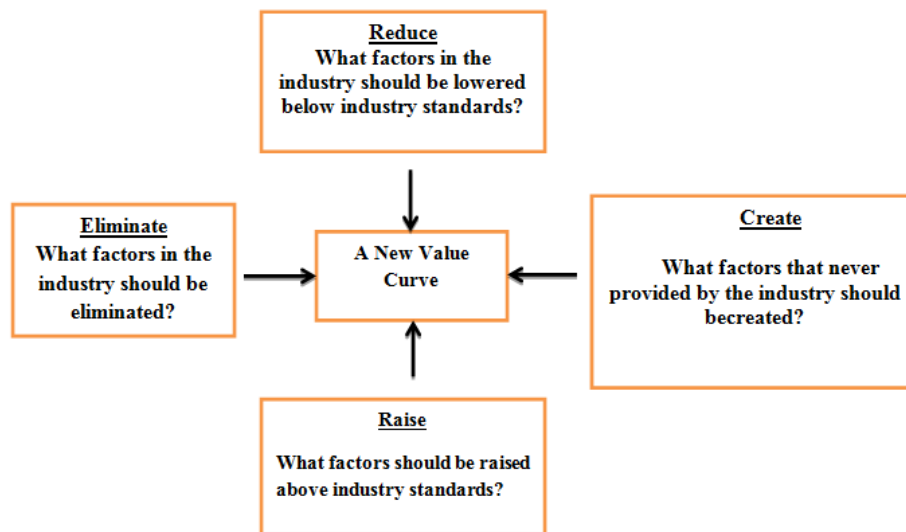 Reduce
What factors in the
industry should be lowered
below industry standards?
Eliminate
What factors in the
industry should be
eliminated?
A New Value
Curve
Create
What factors that never
provided by the industry should
becreated?
Raise
What factors should be raised
above industry standards?